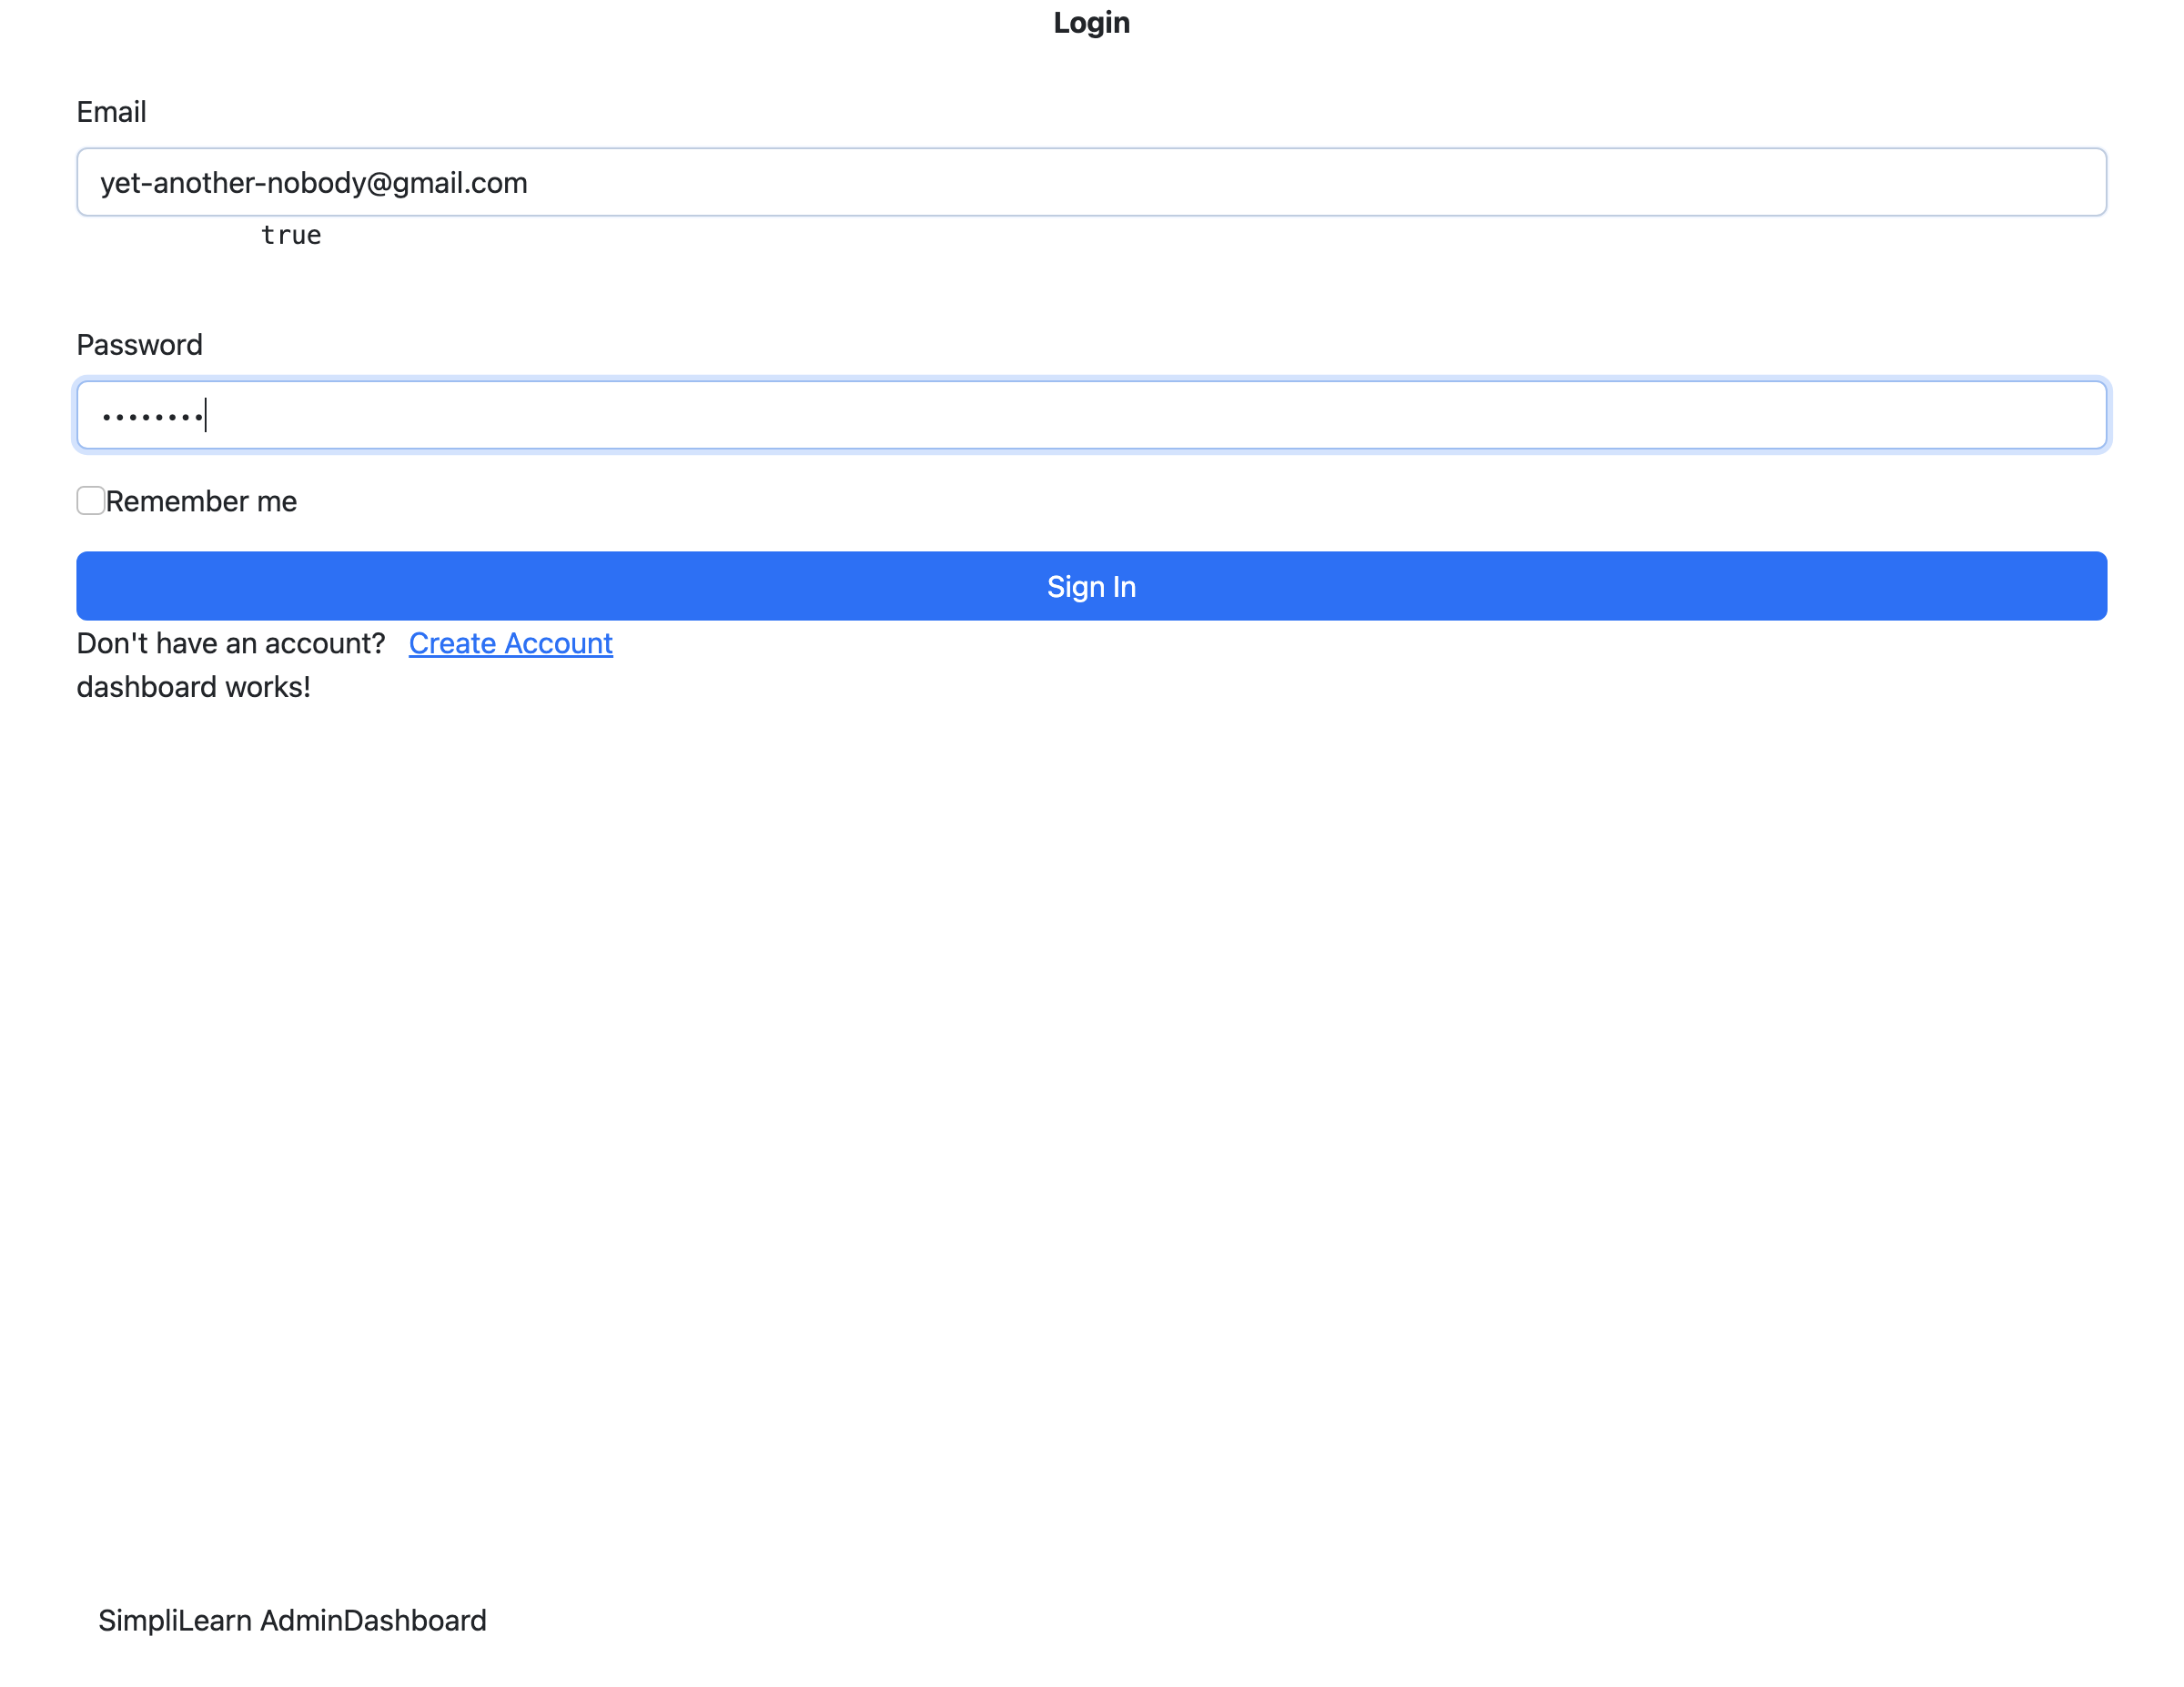 Login
Email
yet-another-nobody@gmail.com
true
Password
••••••••
Remember me
Sign In
Don't have an account? Create Account
dashboard works!
SimpliLearn AdminDashboard